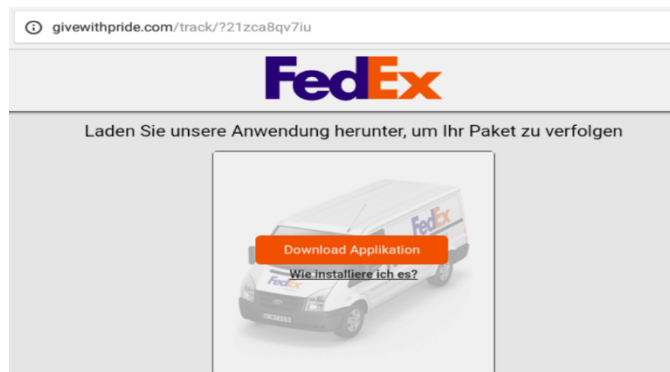 givewithpride.com/track/?21zca8qv7iu
FedEx
Laden Sie unsere Anwendung herunter, um Ihr Paket zu verfolgen
FedEx
Download Applikation
Wie installiere ich es?
FedEx